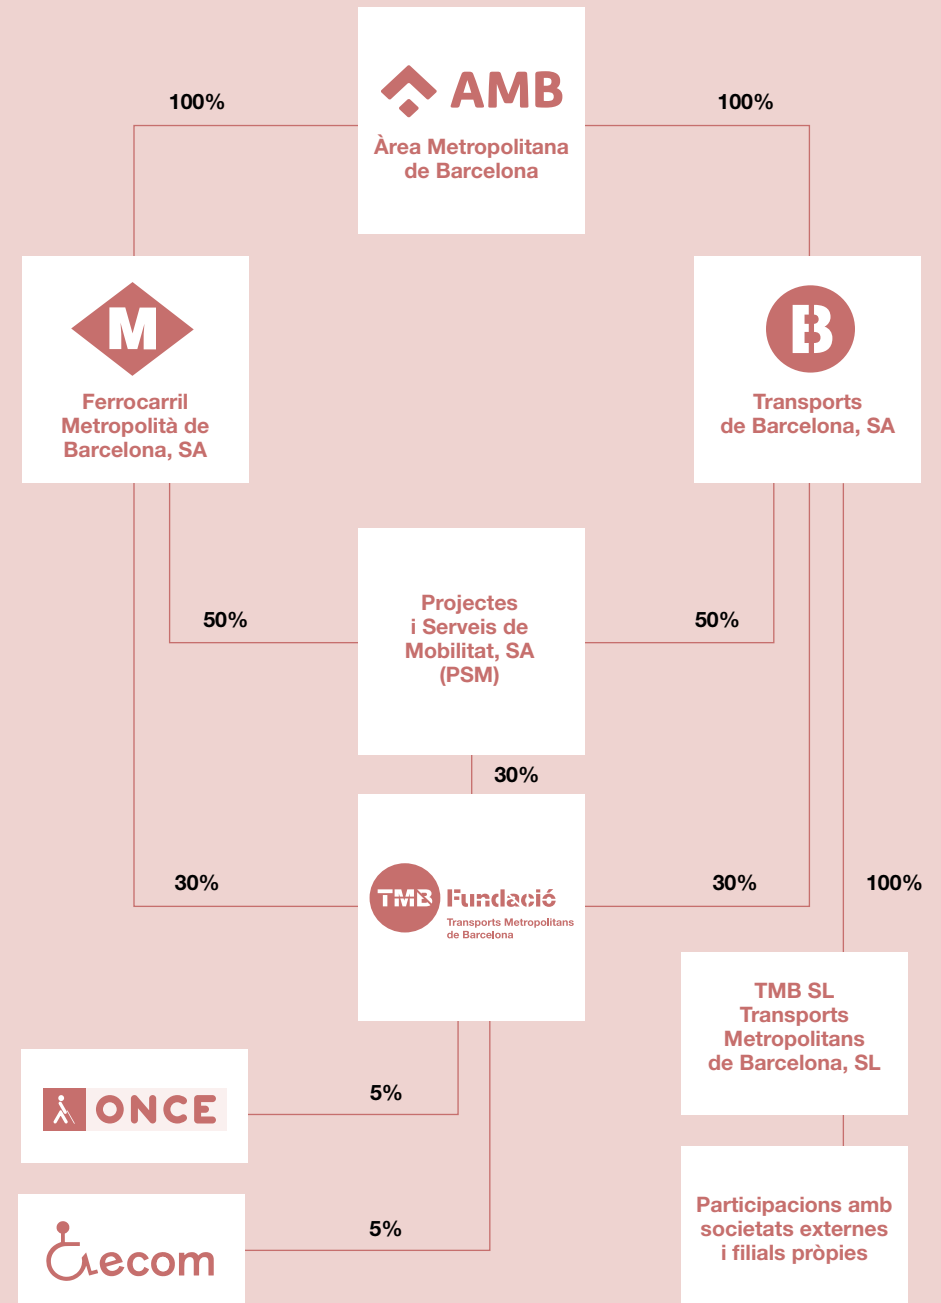 AMB
Àrea Metropolitana
de Barcelona
100%
100%
M
Ferrocarril
Metropolità de
Barcelona, SA
B
Transports
de Barcelona, SA
50%
Projectes
i Serveis de
Mobilitat, SA
(PSM)
50%
30%
30%
TMB Fundació
Transports Metropolitans
de Barcelona
30%
100%
TMB SL
Transports
Metropolitans
de Barcelona, SL
ONCE
5%
ecom
5%
Participacions amb
societats externes
i filials pròpies